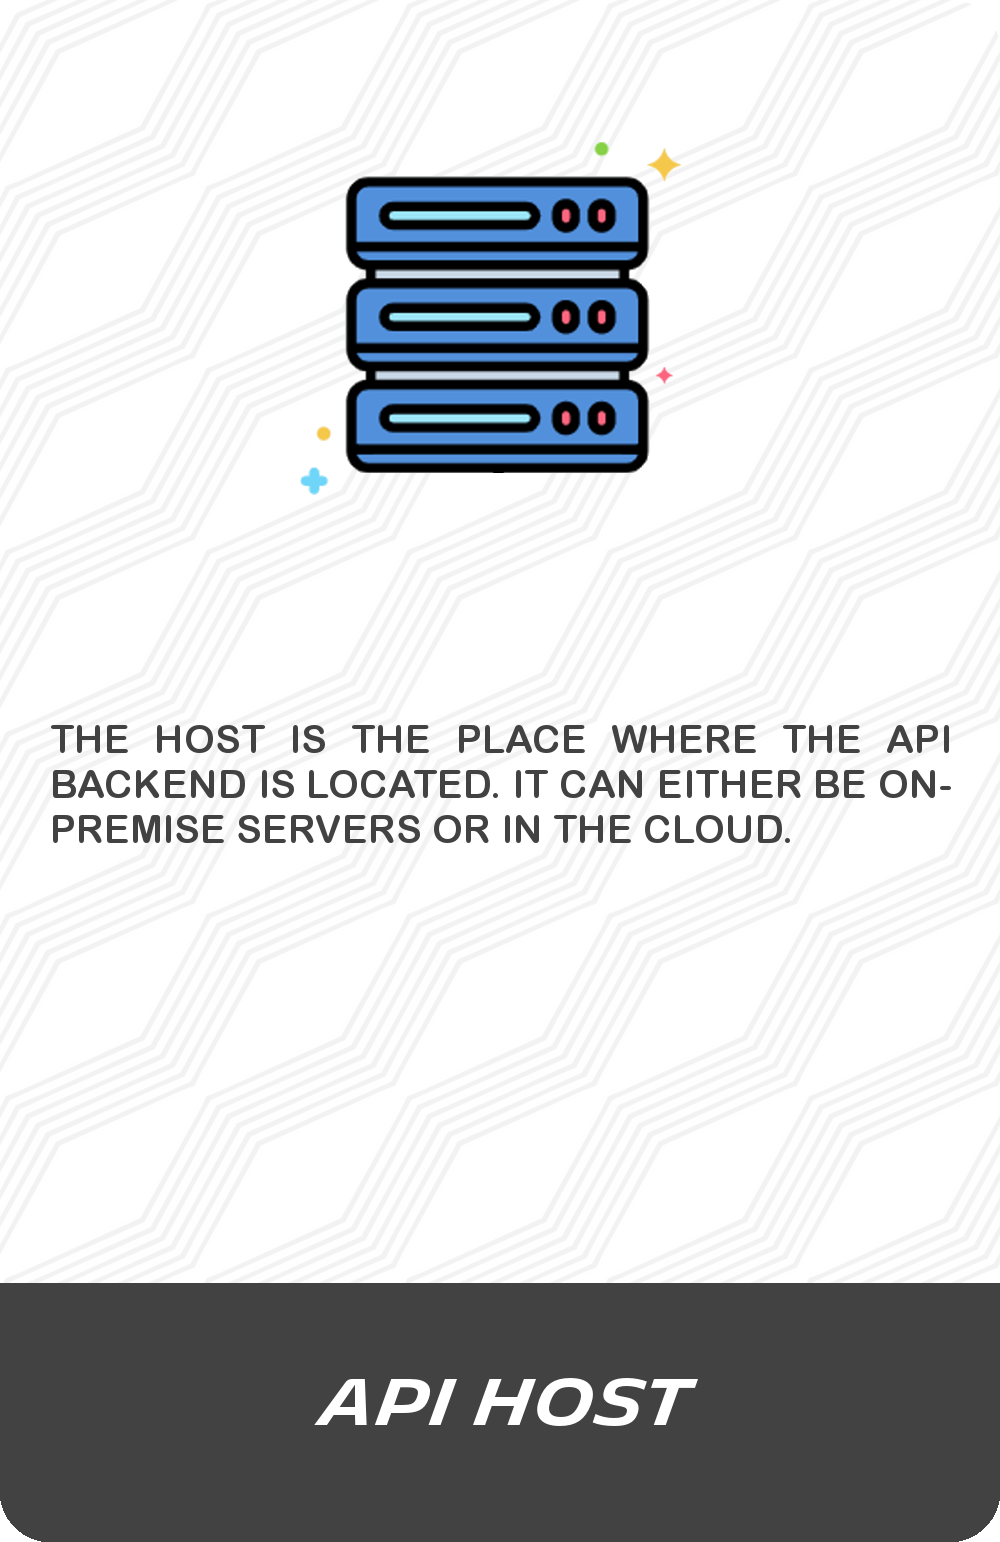 THE HOST IS THE PLACE WHERE THE API
BACKEND IS LOCATED. IT CAN EITHER BE ON-
PREMISE SERVERS OR IN THE CLOUD.
API HOST